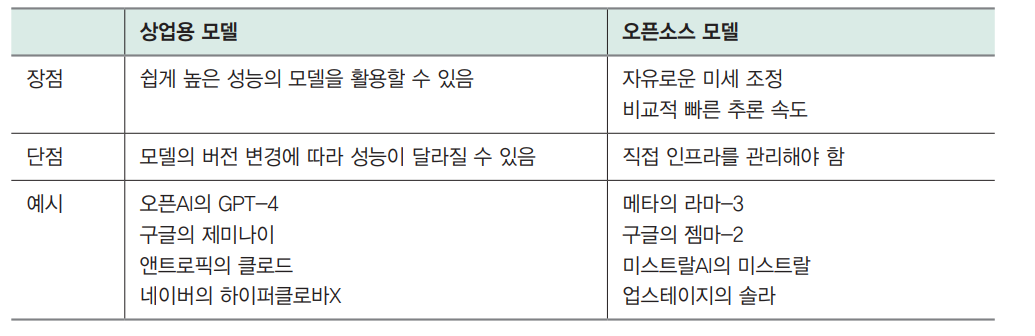 상업용 모델
오픈소스 모델
장점
쉽게 높은 성능의 모델을 활용할 수 있음
자유로운 미세 조정
비교적 빠른 추론 속도
단점
모델의 버전 변경에 따라 성능이 달라질 수 있음
직접 인프라를 관리해야 함
예시
오픈AI의 GPT-4
구글의 제미나이
앤트로픽의 클로드
네이버의 하이퍼클로바X
메타의 라마-3
구글의 젬마-2
미스트랄AI의 미스트랄
업스테이지의 솔라